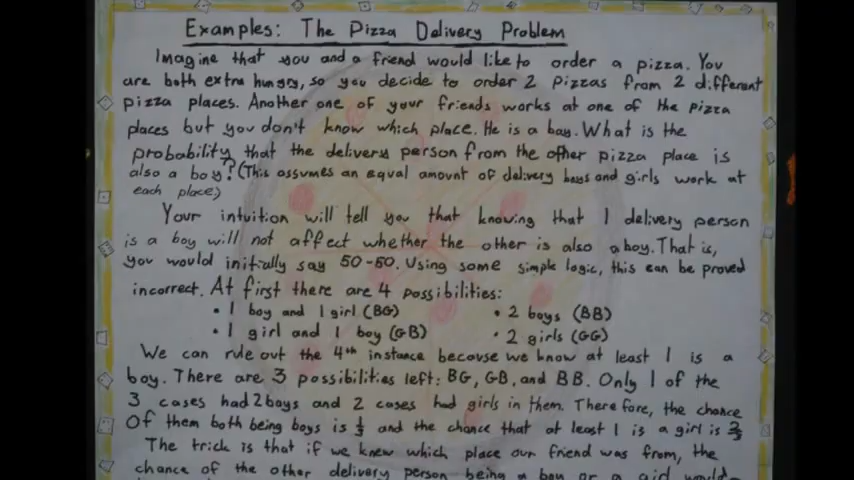 Examples: The Pizza Delivery Problem
Imagine that you and a friend would like to order a pizza. You
are both extra hungry, so you decide to order 2 pizzas from 2 different
pizza places. Another one of your friends works at one of the pizza
places but you don't know which place. He is a boy. What is the
probability that the delivery person from the other pizza place is
also a boy? (This assumes an equal amount of delivery boys and girls work at
each place.)
Your intuition will tell you that knowing that 1 delivery person
is a boy will not affect whether the other is also a boy. That is,
you would initially say 50-50. Using some simple logic, this can be proved
incorrect. At first there are 4 possibilities:
• 1 boy and 1 girl (BG) • 2 boys (BB)
• 1 girl and 1 boy (GB) • 2 girls (GG)
We can rule out the 4th instance because we know at least 1 is a
boy. There are 3 possibilities left: BG, GB, and BB. Only 1 of the
3 cases had 2 boys and 2 cases had girls in them. Therefore, the chance
Of them both being boys is 1/3 and the chance that at least 1 is a girl is 2/3
The trick is that if we knew which place our friend was from, the
chance of the other delivery person being a boy or a girl would